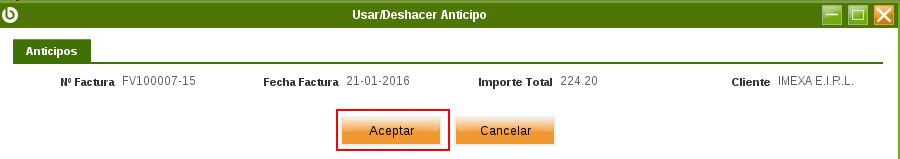 Usar/Deshacer Anticipo
Anticipos
Nº Factura FV100007-15 Fecha Factura 21-01-2016 Importe Total 224.20 Cliente IMEXA E.I.R.L.
Aceptar Cancelar